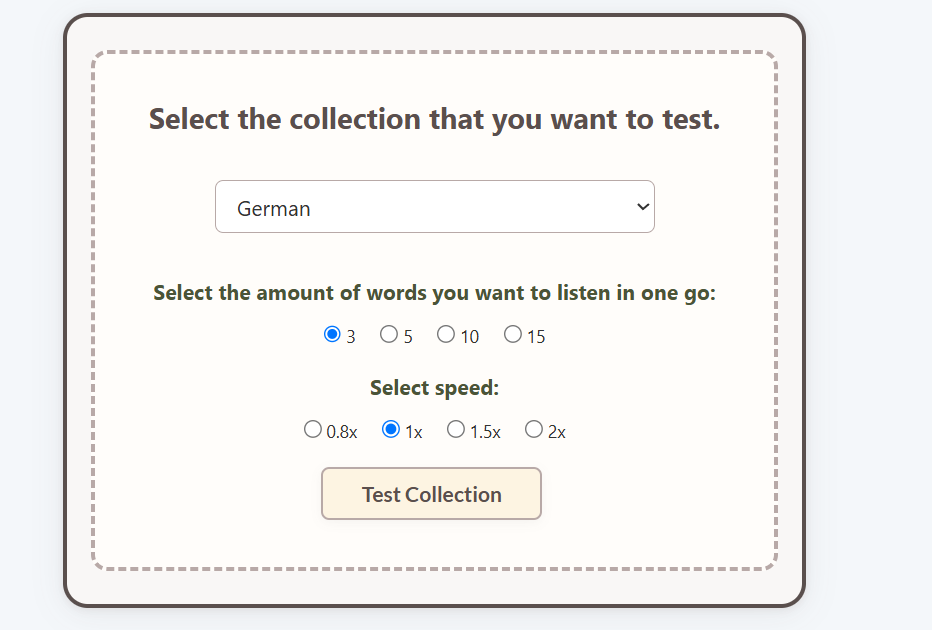 Select the collection that you want to test.
German
Select the amount of words you want to listen in one go:
3 5 10 15
Select speed:
0.8x 1x 1.5x 2x
Test Collection